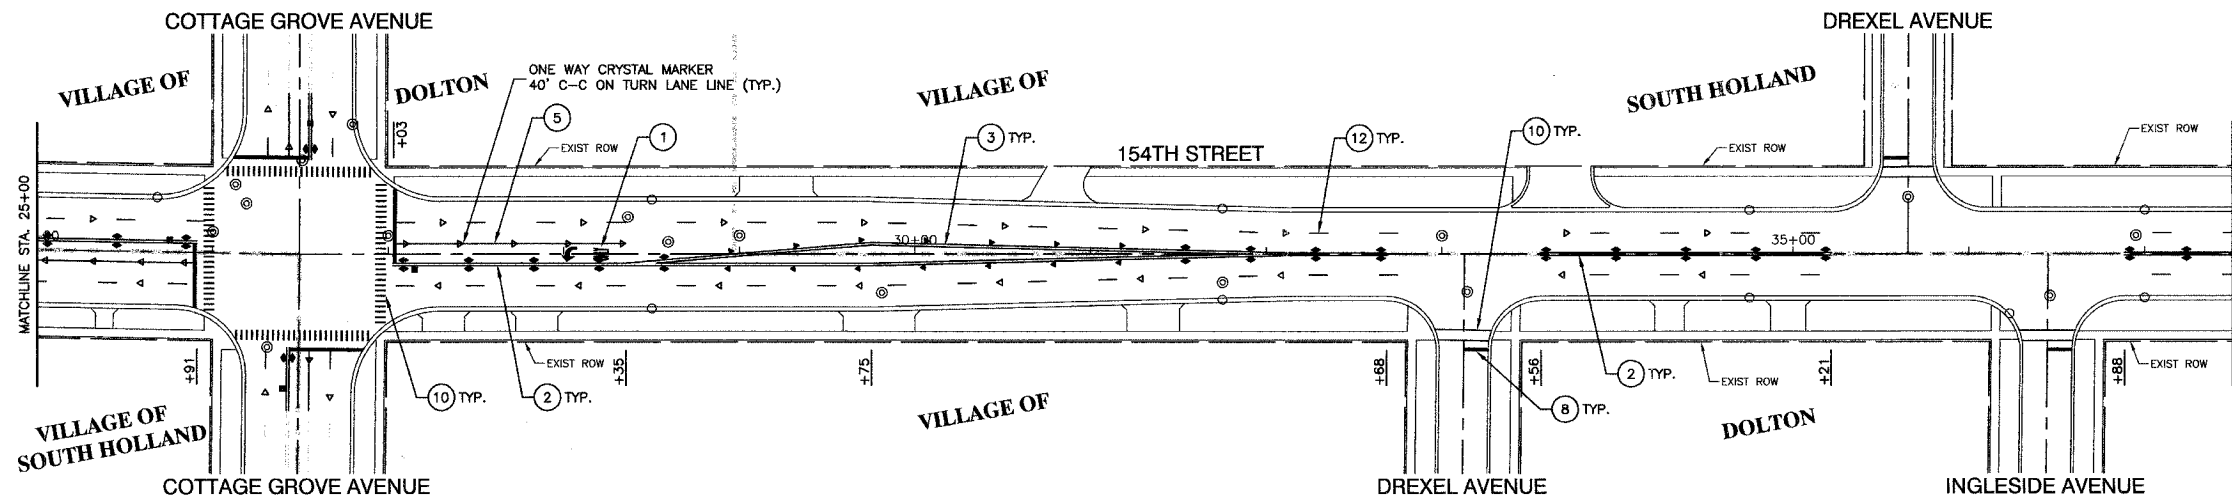 COTTAGE GROVE AVENUE
DREXEL AVENUE
ONE WAY CRYSTAL MARKER
40' C-C ON TURN LANE LINE (TYP.)
VILLAGE OF
DOLTON
VILLAGE OF
SOUTH HOLLAND
+03
5
1
3 TYP.
12 TYP.
10 TYP.
EXIST ROW
154TH STREET
EXIST ROW
EXIST ROW
MATCHLINE STA. 25+00
30+00
35+00
+91
+35
+75
+68
+56
+21
+88
EXIST ROW
EXIST ROW
EXIST ROW
10 TYP.
2 TYP.
2 TYP.
8 TYP.
VILLAGE OF
SOUTH HOLLAND
VILLAGE OF
DOLTON
COTTAGE GROVE AVENUE
DREXEL AVENUE
INGLESIDE AVENUE